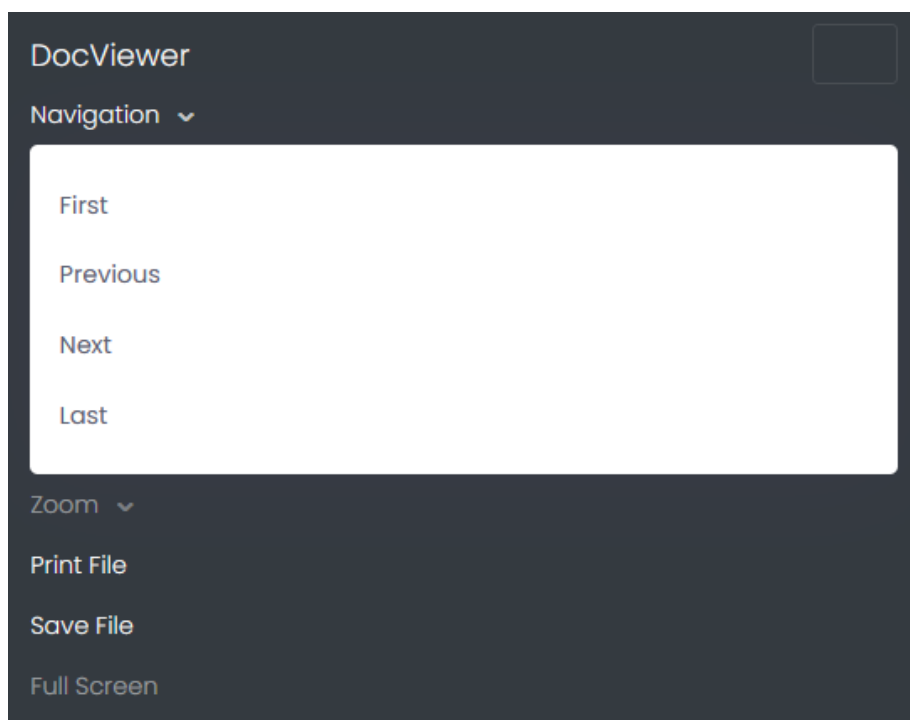 DocViewer
Navigation
First
Previous
Next
Last
Zoom
Print File
Save File
Full Screen